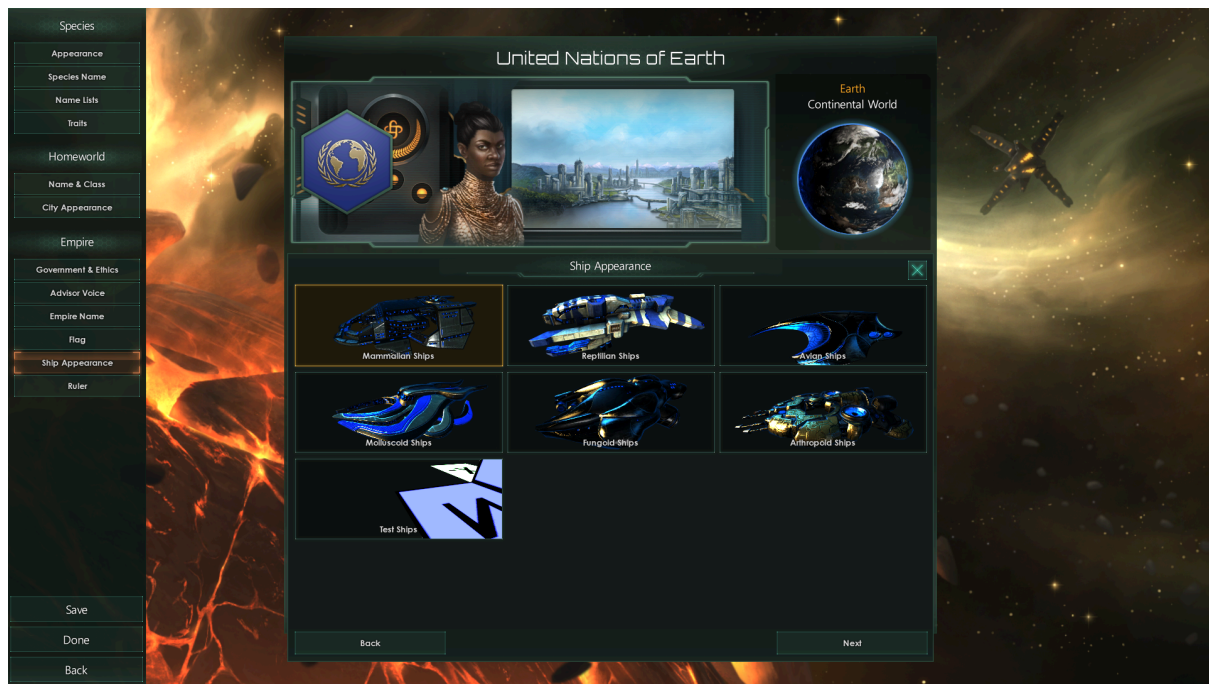 Species
Appearance
Species Name
Name Lists
Traits
Homeworld
Name & Class
City Appearance
Empire
Government & Ethics
Advisor Voice
Empire Name
Flag
Ship Appearance
Ruler
Save
Done
Back
United Nations of Earth
Earth
Continental World
Ship Appearance
Mammalian Ships
Reptilian Ships
Avian Ships
Molluscoid Ships
Fungoid Ships
Arthropoid Ships
Test Ships
Back
Next